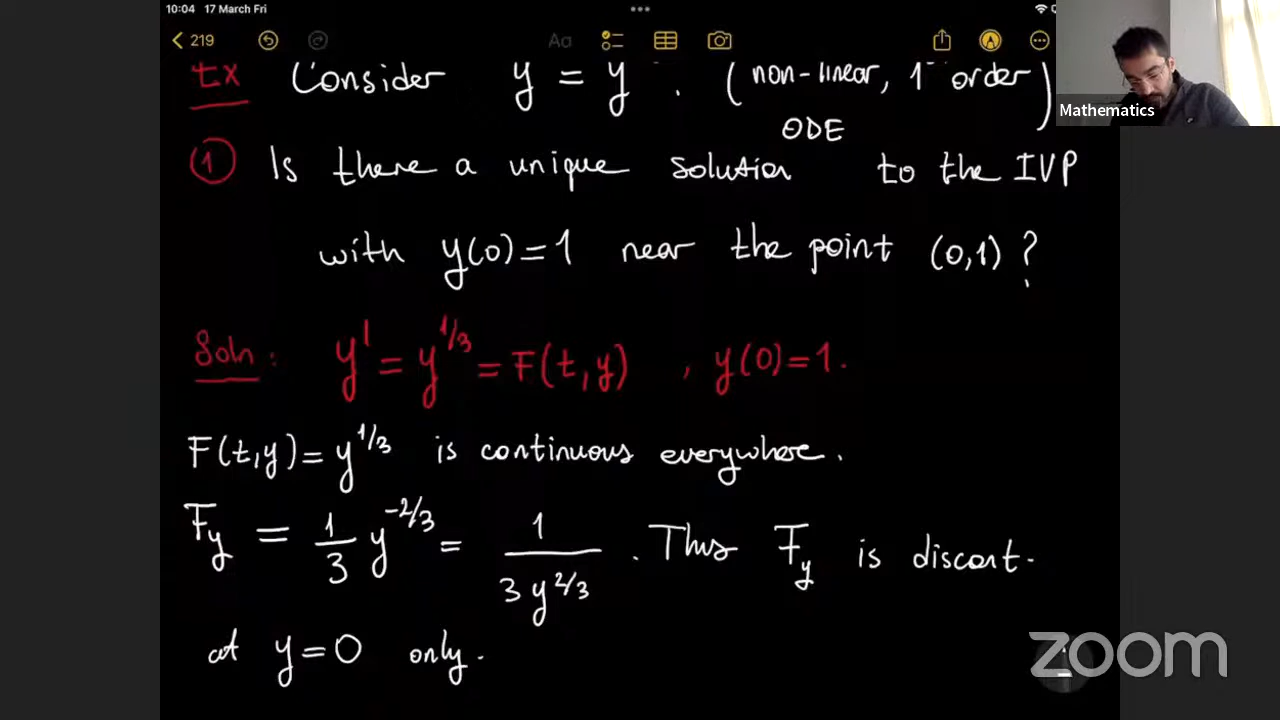 10:04 17 March Fri
219
Aa
Mathematics
Ex Consider y = y . (non-linear, 1 order)
ODE
① Is there a unique solution to the IVP
with y(0)=1 near the point (0,1) ?
Soln: y' = y^{1/3} = F(t,y) , y(0)=1.
F(t,y)= y^{1/3} is continuous everywhere.
F_y = \frac{1}{3} y^{-2/3} = \frac{1}{3y^{2/3}} . This F_y is discont.
at y=0 only.
zoom